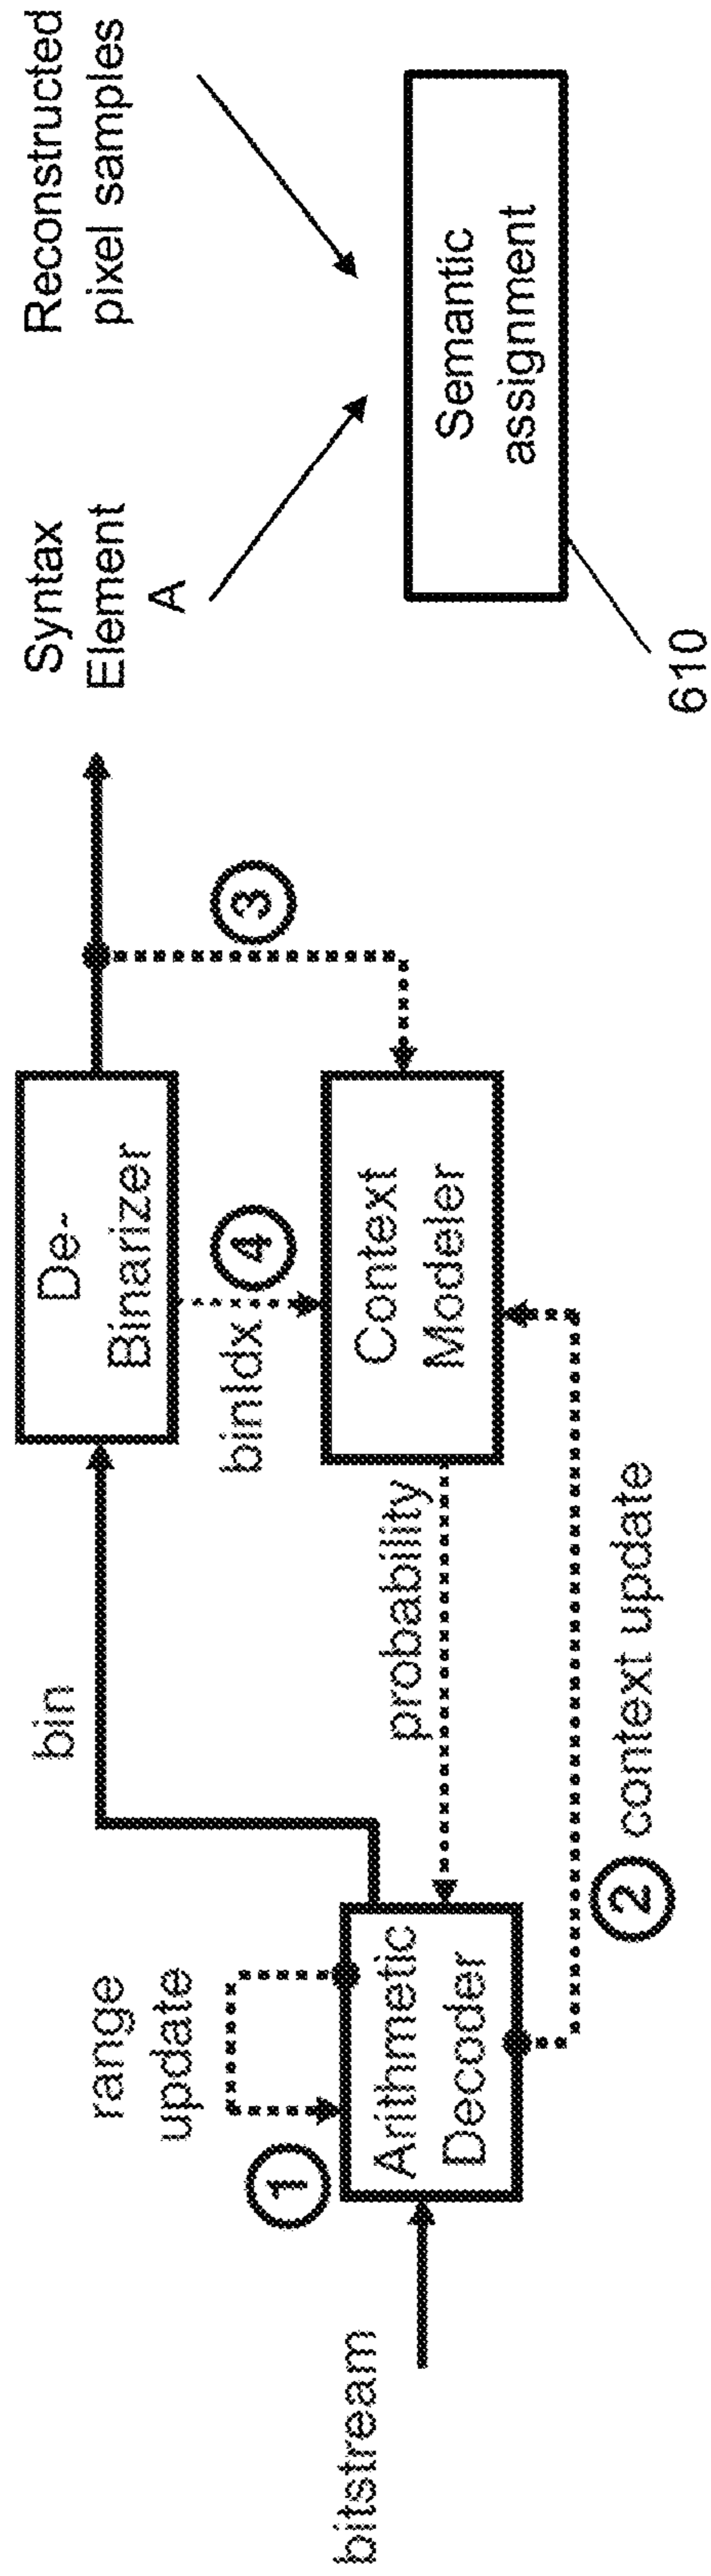 bitstream
1
range
update
Arithmetic
Decoder
bin
probability
2
context update
De-
Binarizer
binIdx
4
Context
Modeler
3
Syntax
Element
A
Reconstructed
pixel samples
Semantic
assignment
610